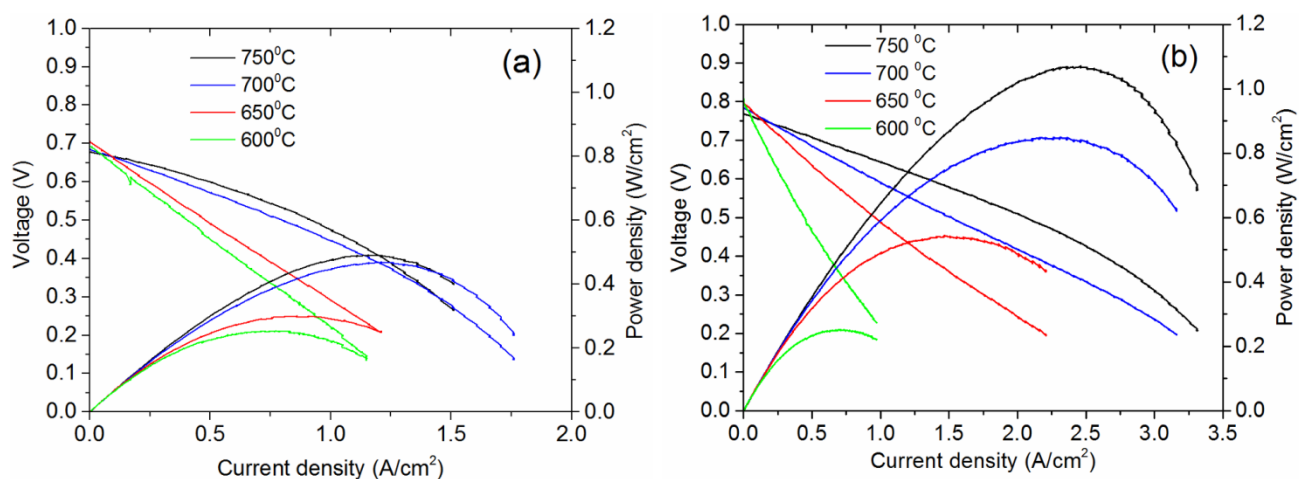 (a)
750⁰C
700⁰C
650⁰C
600⁰C
1.0
0.9
0.8
0.7
0.6
0.5
0.4
0.3
0.2
0.1
0.0
Voltage (V)
1.2
1.0
0.8
0.6
0.4
0.2
0.0
Power density (W/cm²)
0.0 0.5 1.0 1.5 2.0
Current density (A/cm²)
(b)
750 ⁰C
700 ⁰C
650 ⁰C
600 ⁰C
1.0
0.9
0.8
0.7
0.6
0.5
0.4
0.3
0.2
0.1
0.0
Voltage (V)
1.2
1.0
0.8
0.6
0.4
0.2
0.0
Power density (W/cm²)
0.0 0.5 1.0 1.5 2.0 2.5 3.0 3.5
Current density (A/cm²)